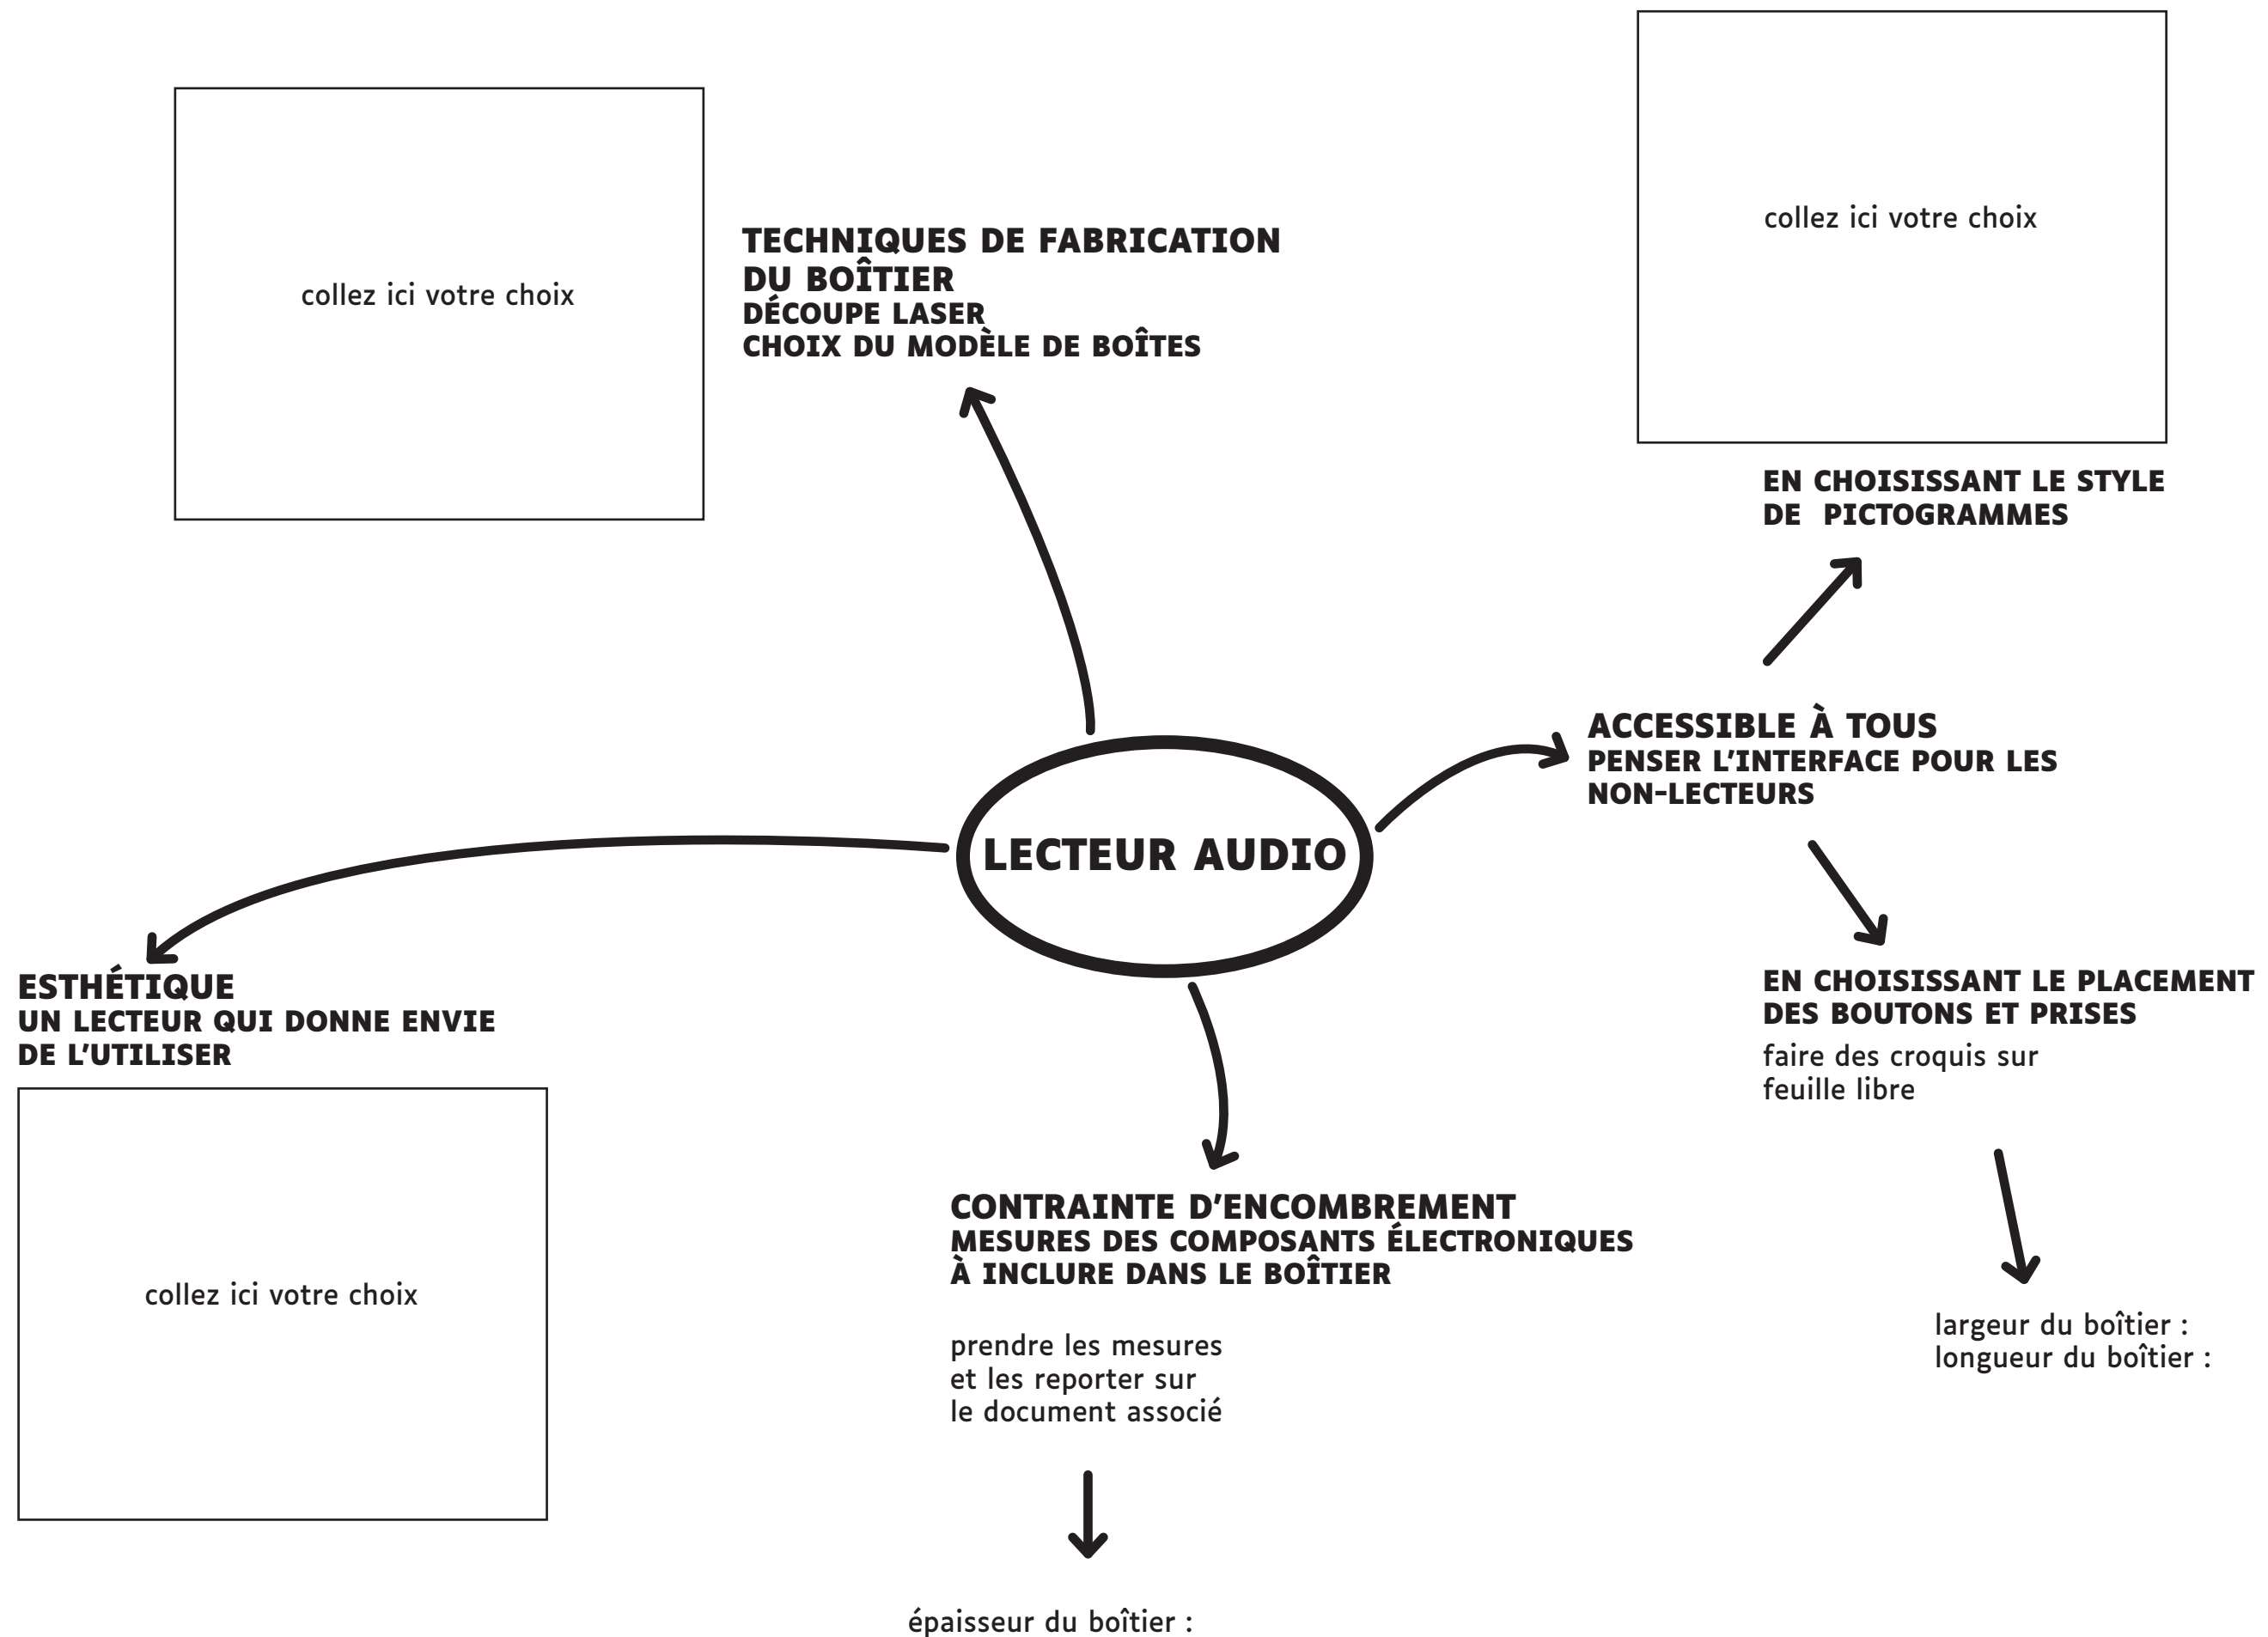 collez ici votre choix
TECHNIQUES DE FABRICATION
DU BOÎTIER
DÉCOUPE LASER
CHOIX DU MODÈLE DE BOÎTES
collez ici votre choix
EN CHOISISSANT LE STYLE
DE  PICTOGRAMMES
ACCESSIBLE À TOUS
PENSER L'INTERFACE POUR LES
NON-LECTEURS
LECTEUR AUDIO
EN CHOISISSANT LE PLACEMENT
DES BOUTONS ET PRISES
faire des croquis sur
feuille libre
largeur du boîtier :
longueur du boîtier :
ESTHÉTIQUE
UN LECTEUR QUI DONNE ENVIE
DE L'UTILISER
collez ici votre choix
CONTRAINTE D'ENCOMBREMENT
MESURES DES COMPOSANTS ÉLECTRONIQUES
À INCLURE DANS LE BOÎTIER
prendre les mesures
et les reporter sur
le document associé
épaisseur du boîtier :